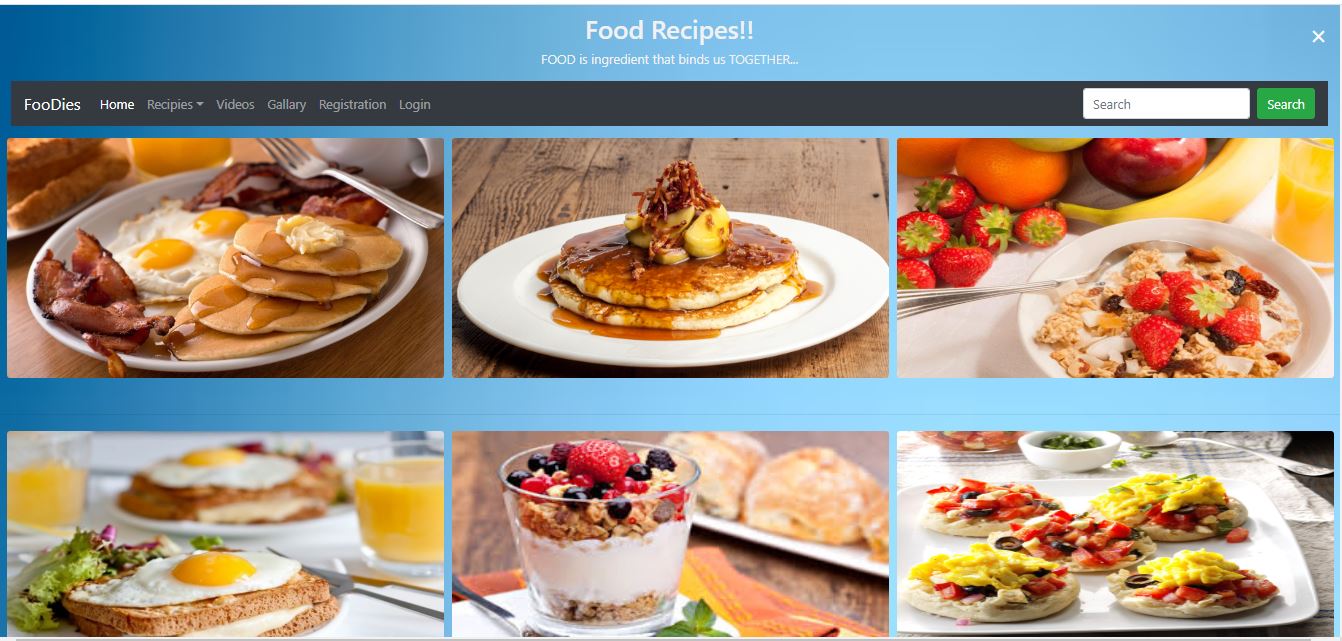 Food Recipes!!
FOOD is ingredient that binds us TOGETHER...
×
FooDies Home Recipies Videos Gallary Registration Login Search Search